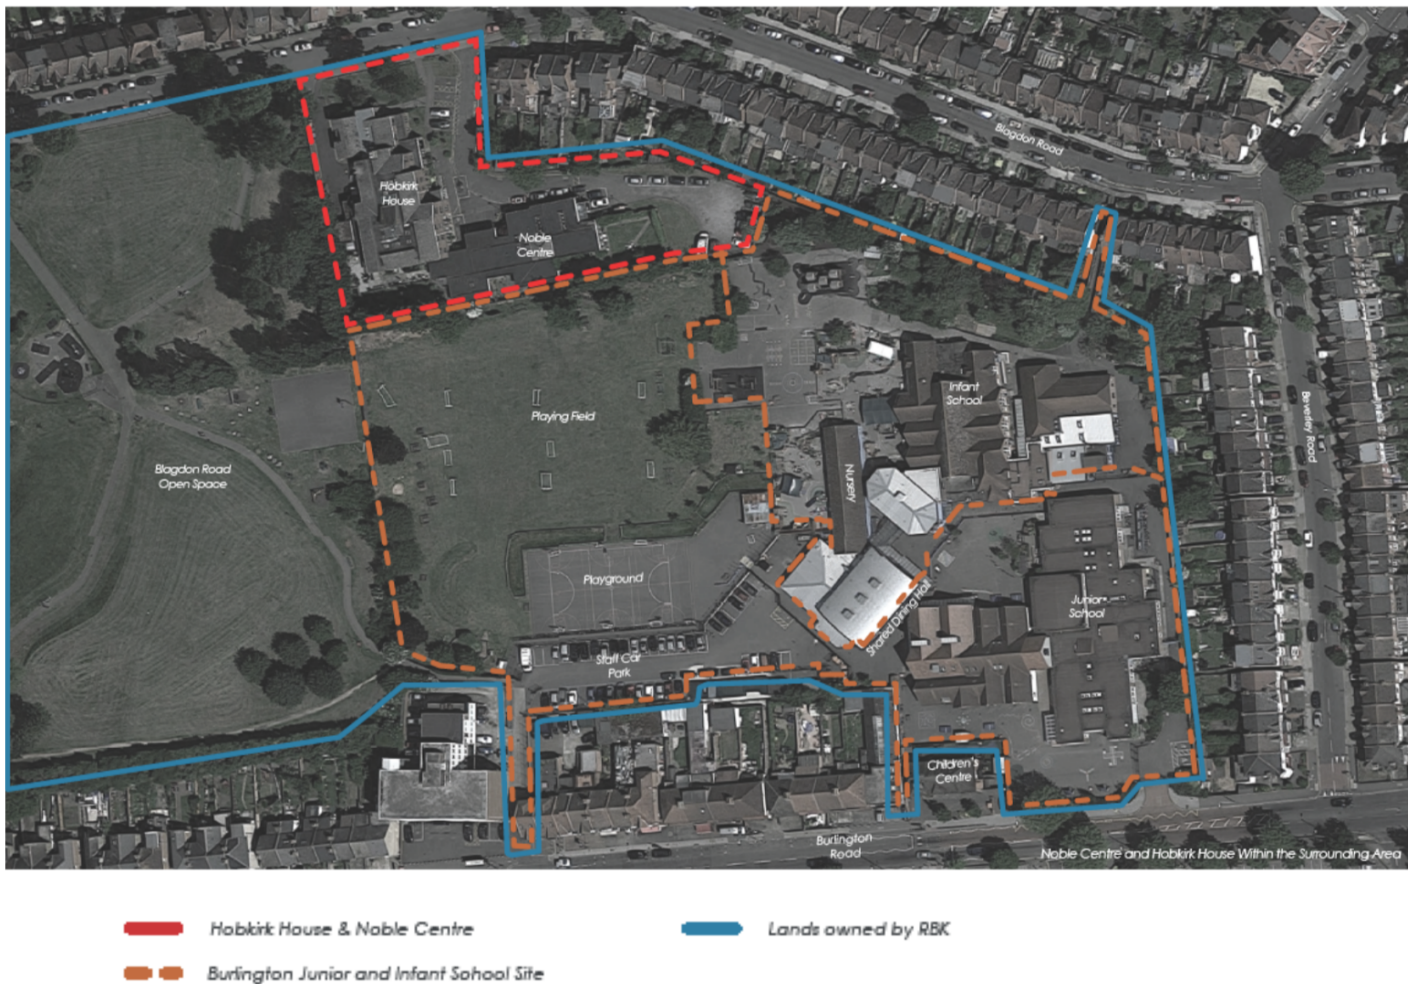 Blagdon Road
Hobkirk
House
Noble
Centre
Infant
School
Playing Field
Beverley Road
Blagdon Road
Open Space
Nursery
Playground
Junior
School
Shared Dining Hall
Staff Car
Park
Children's
Centre
Burlington
Road
Noble Centre and Hobkirk House Within the Surrounding Area
Hobkirk House & Noble Centre
Lands owned by RBK
Burlington Junior and Infant School Site